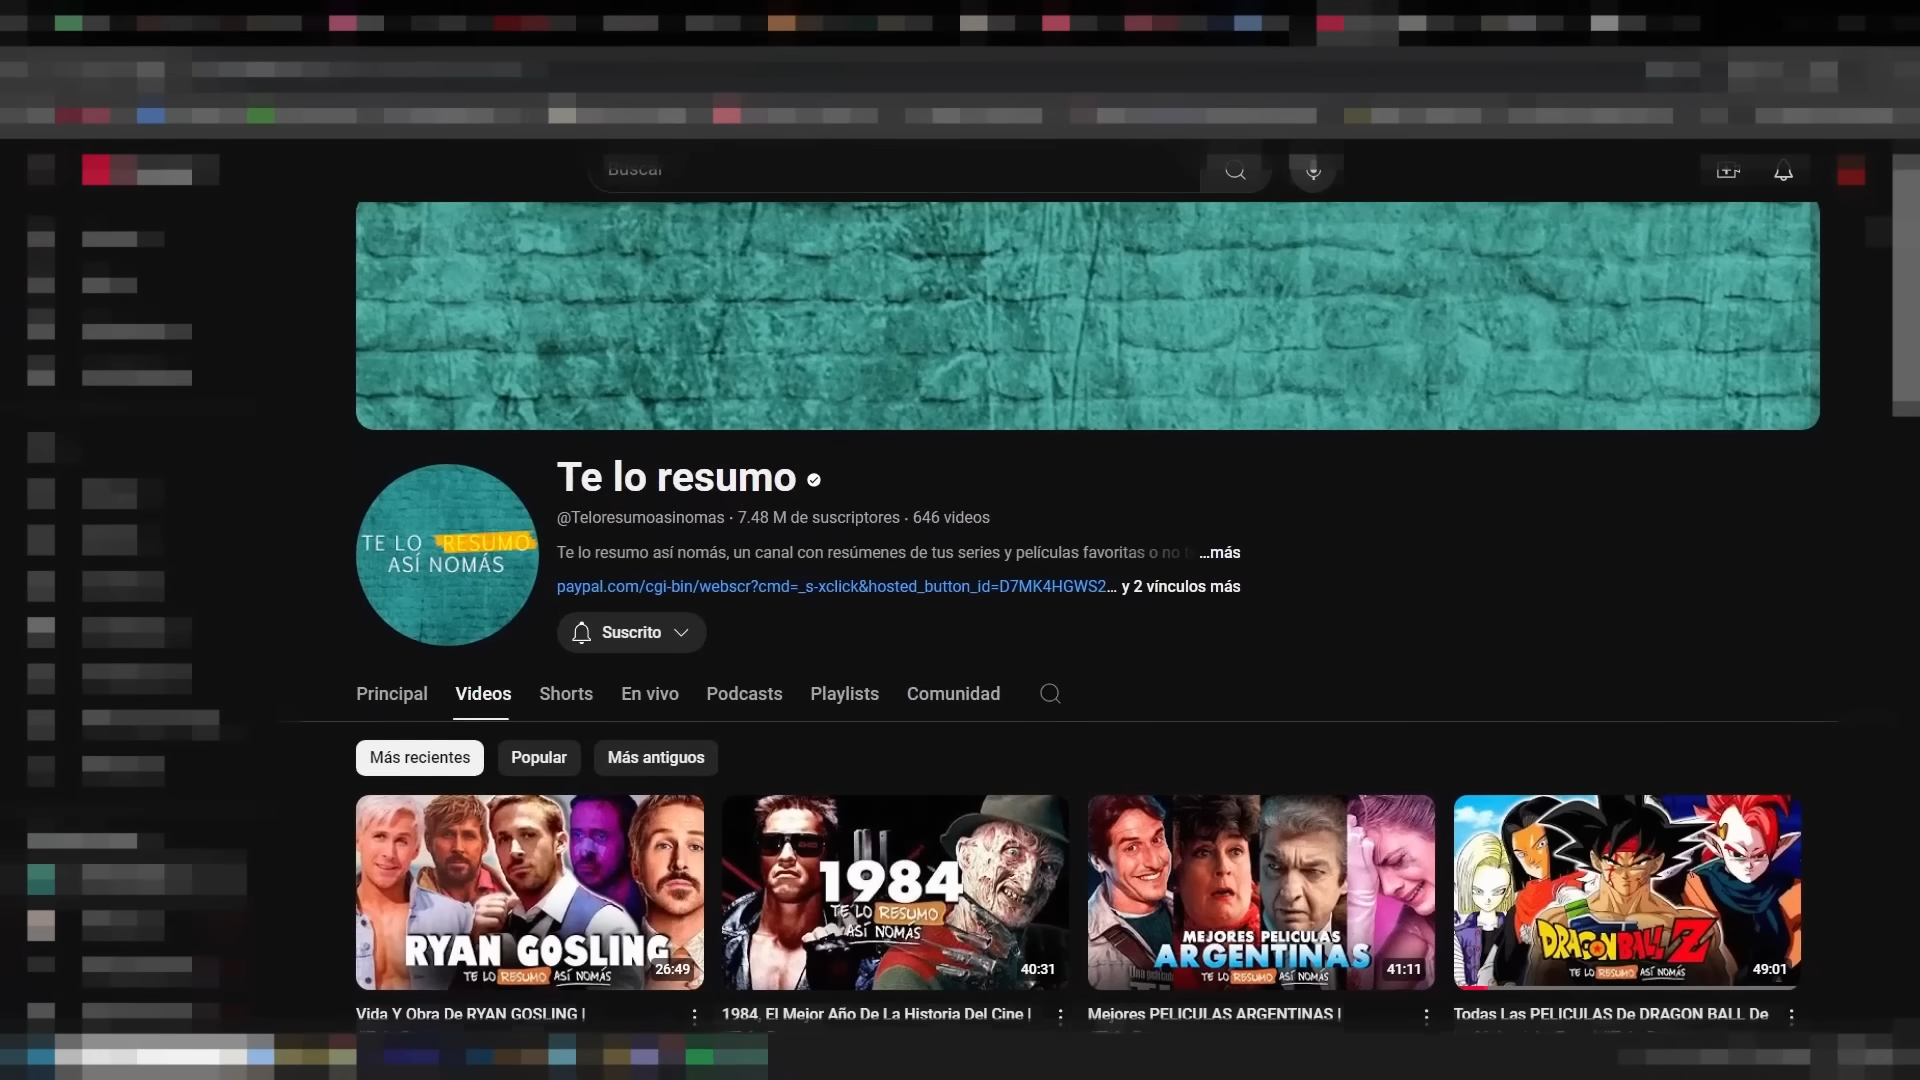 Buscar
Te lo resumo
@Teloresumoasinomas · 7.48 M de suscriptores · 646 videos
Te lo resumo así nomás, un canal con resúmenes de tus series y películas favoritas o no ...más
paypal.com/cgi-bin/webscr?cmd=_s-xclick&hosted_button_id=D7MK4HGWS2... y 2 vínculos más
TE LO RESUMO
ASÍ NOMÁS
Suscrito
Principal Videos Shorts En vivo Podcasts Playlists Comunidad
Más recientes Popular Más antiguos
RYAN GOSLING
TE LO RESUMO ASÍ NOMÁS
26:49
1984
TE LO RESUMO
ASÍ NOMÁS
40:31
MEJORES PELICULAS
ARGENTINAS
TE LO RESUMO ASÍ NOMÁS
41:11
DRAGON BALL Z
TE LO RESUMO ASÍ NOMÁS
49:01
Vida Y Obra De RYAN GOSLING |
1984, El Mejor Año De La Historia Del Cine |
Mejores PELICULAS ARGENTINAS |
Todas Las PELICULAS De DRAGON BALL De